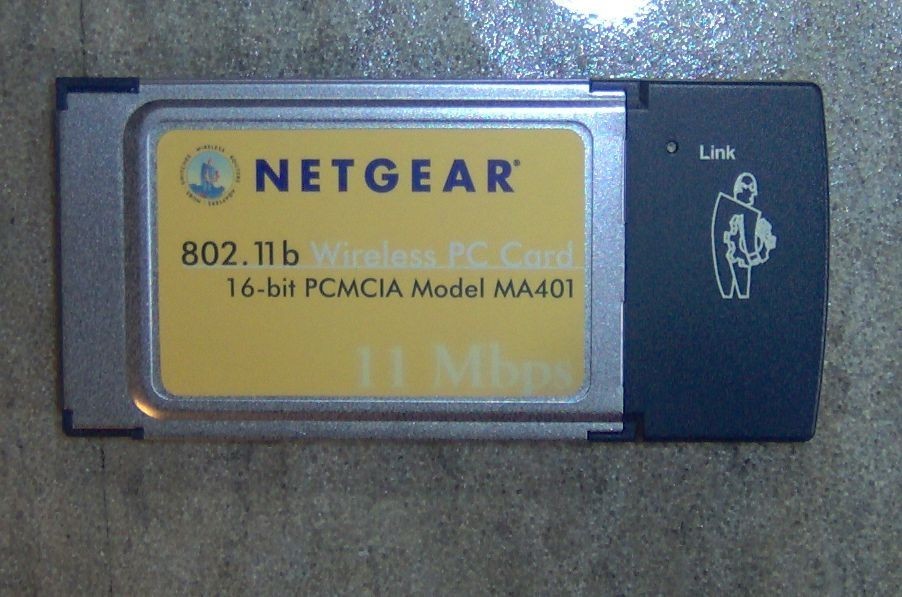 NETGEAR®
Link
802.11b Wireless PC Card
16-bit PCMCIA Model MA401
11 Mbps